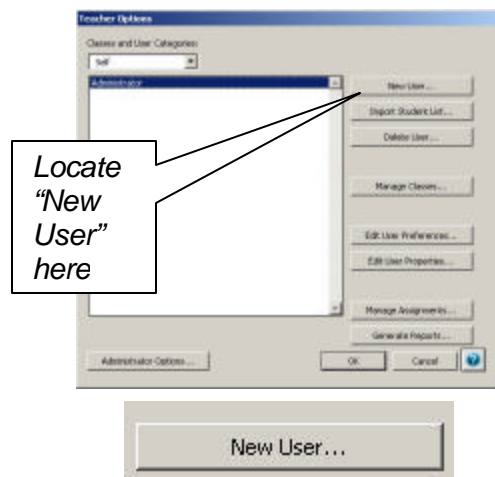 Teacher Options
Classes and User Categories:
Administrator
New User...
Import Student List...
Delete User...
Manage Classes...
Edit User Preferences...
Edit User Properties...
Manage Assignments...
Generate Reports...
Administrator Options...
OK
Cancel
?
Locate
“New
User”
here
New User...